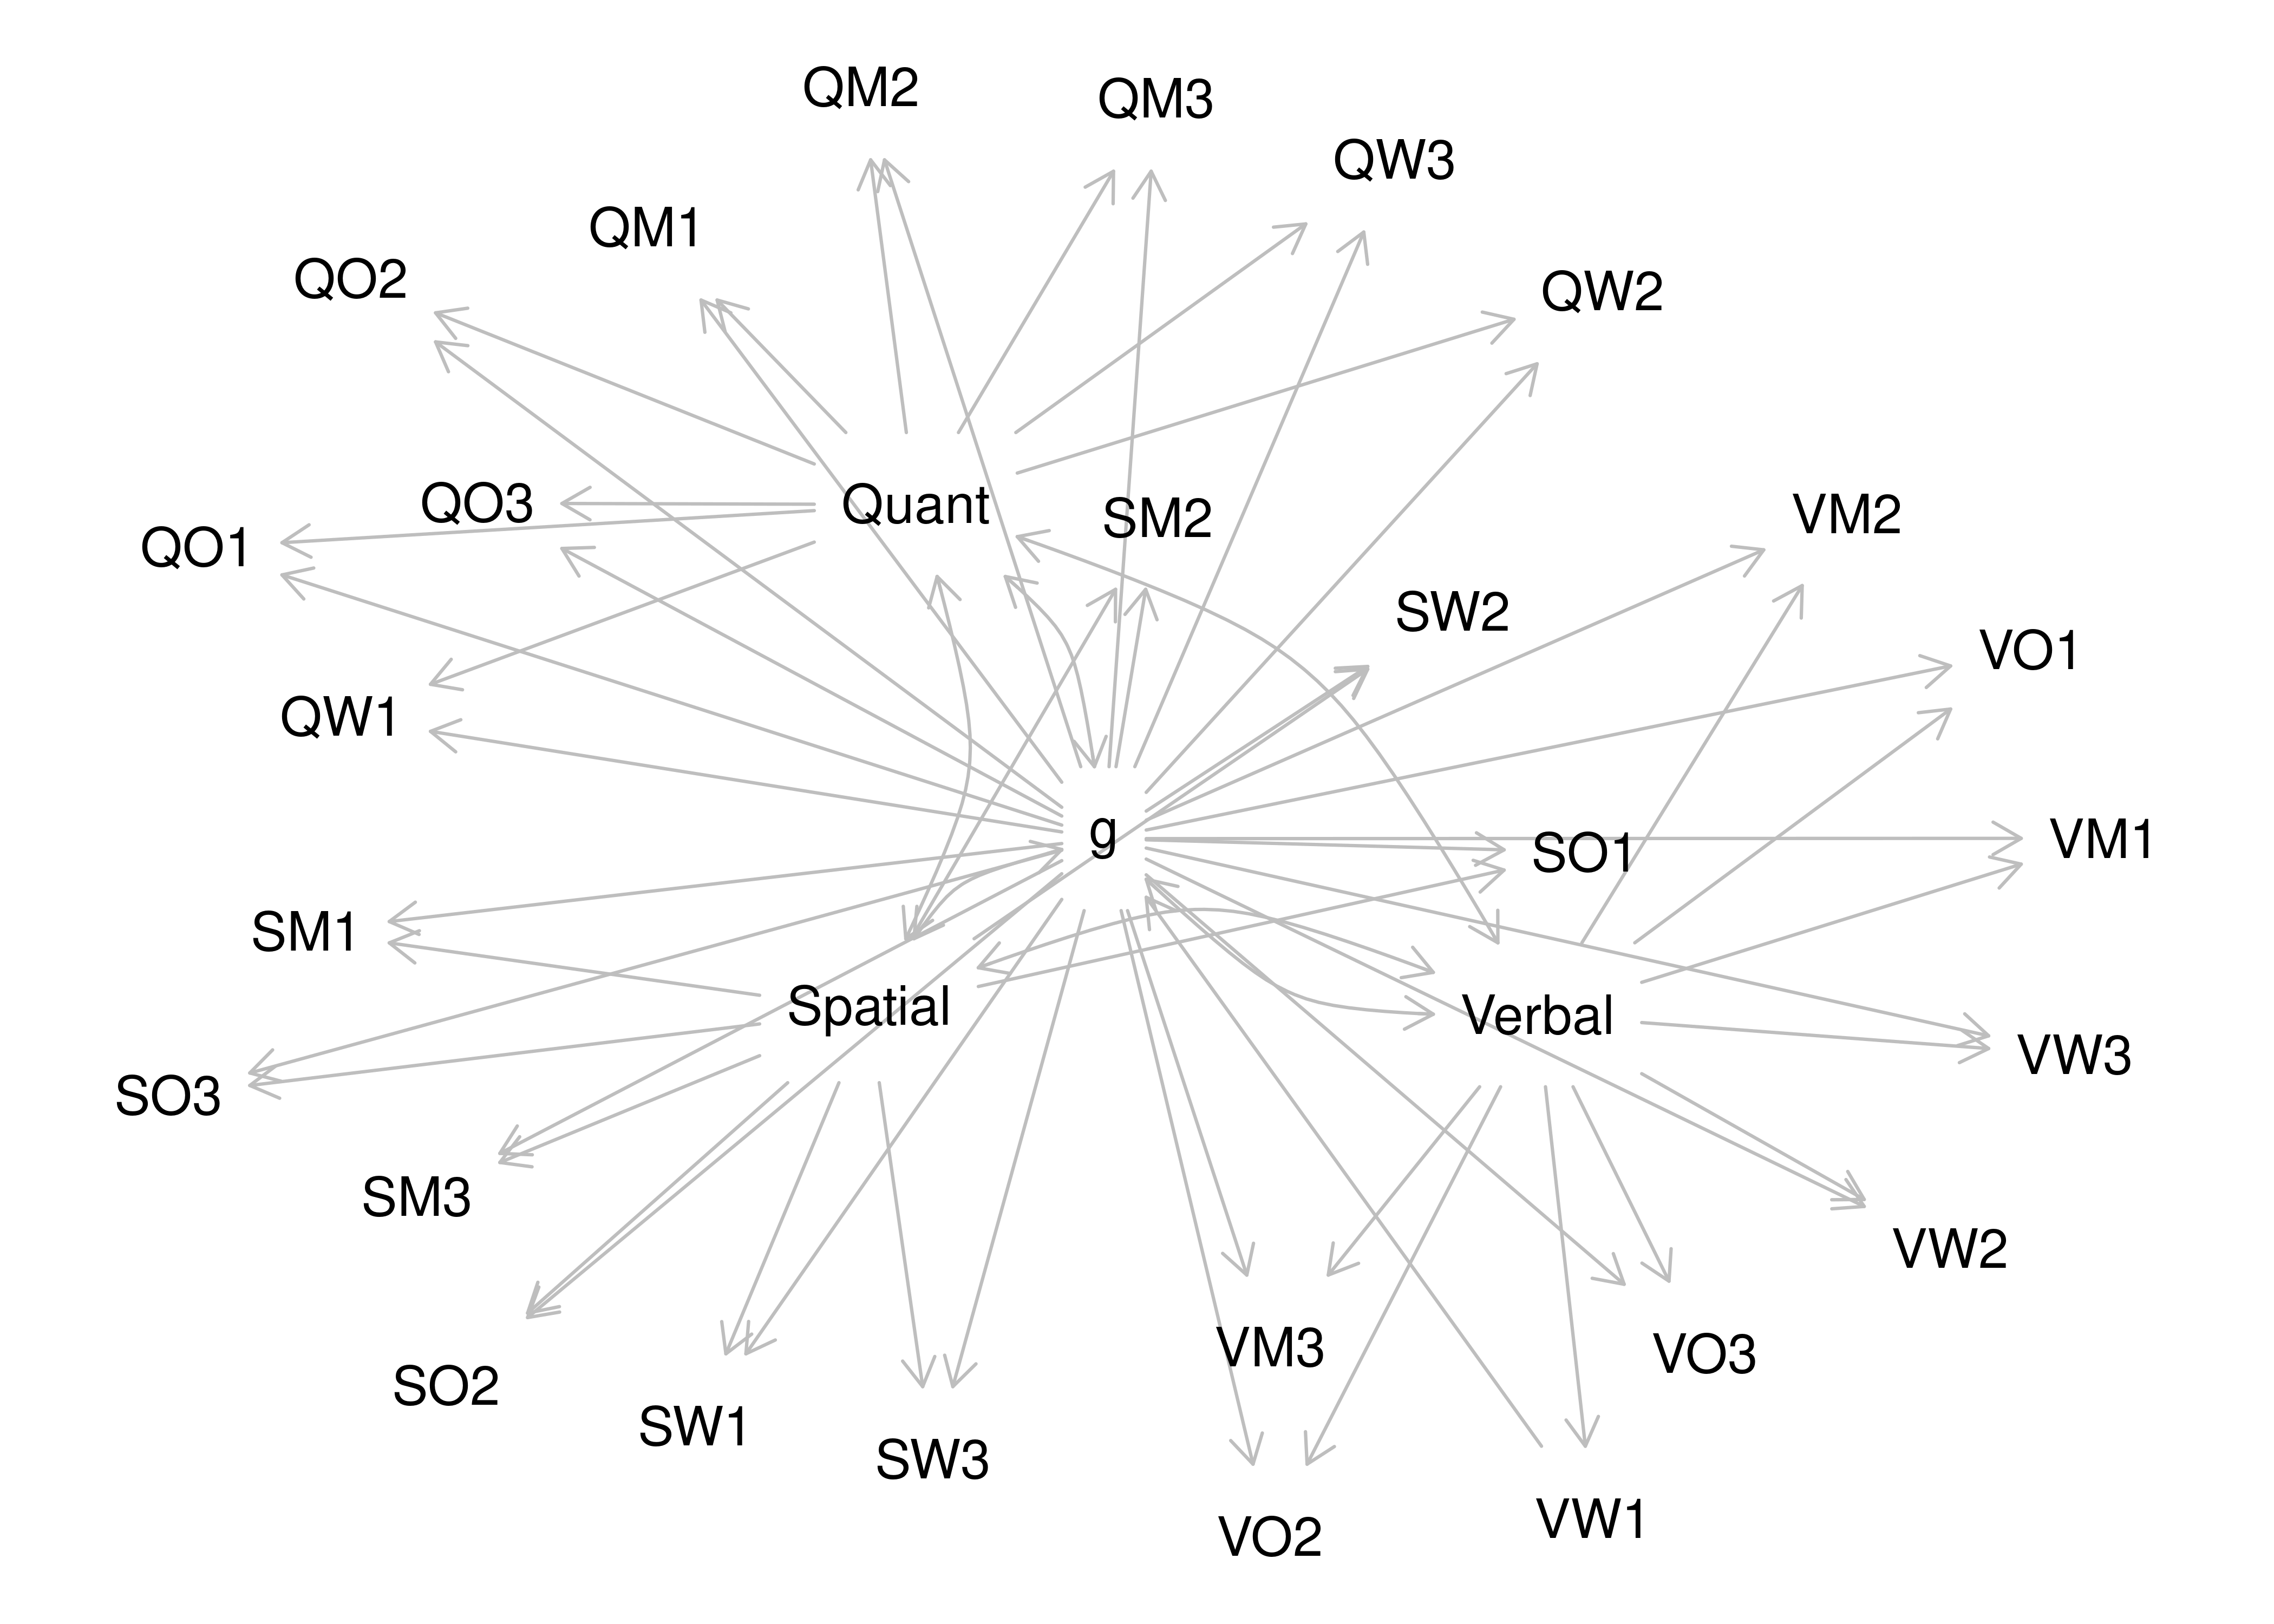 QM2
QM3
QW3
QM1
QO2
QW2
QO3
Quant
SM2
VM2
QO1
SW2
VO1
QW1
g
SO1
VM1
SM1
Spatial
Verbal
VW3
SO3
SM3
VW2
VM3
VO3
SO2
SW1
SW3
VW1
VO2